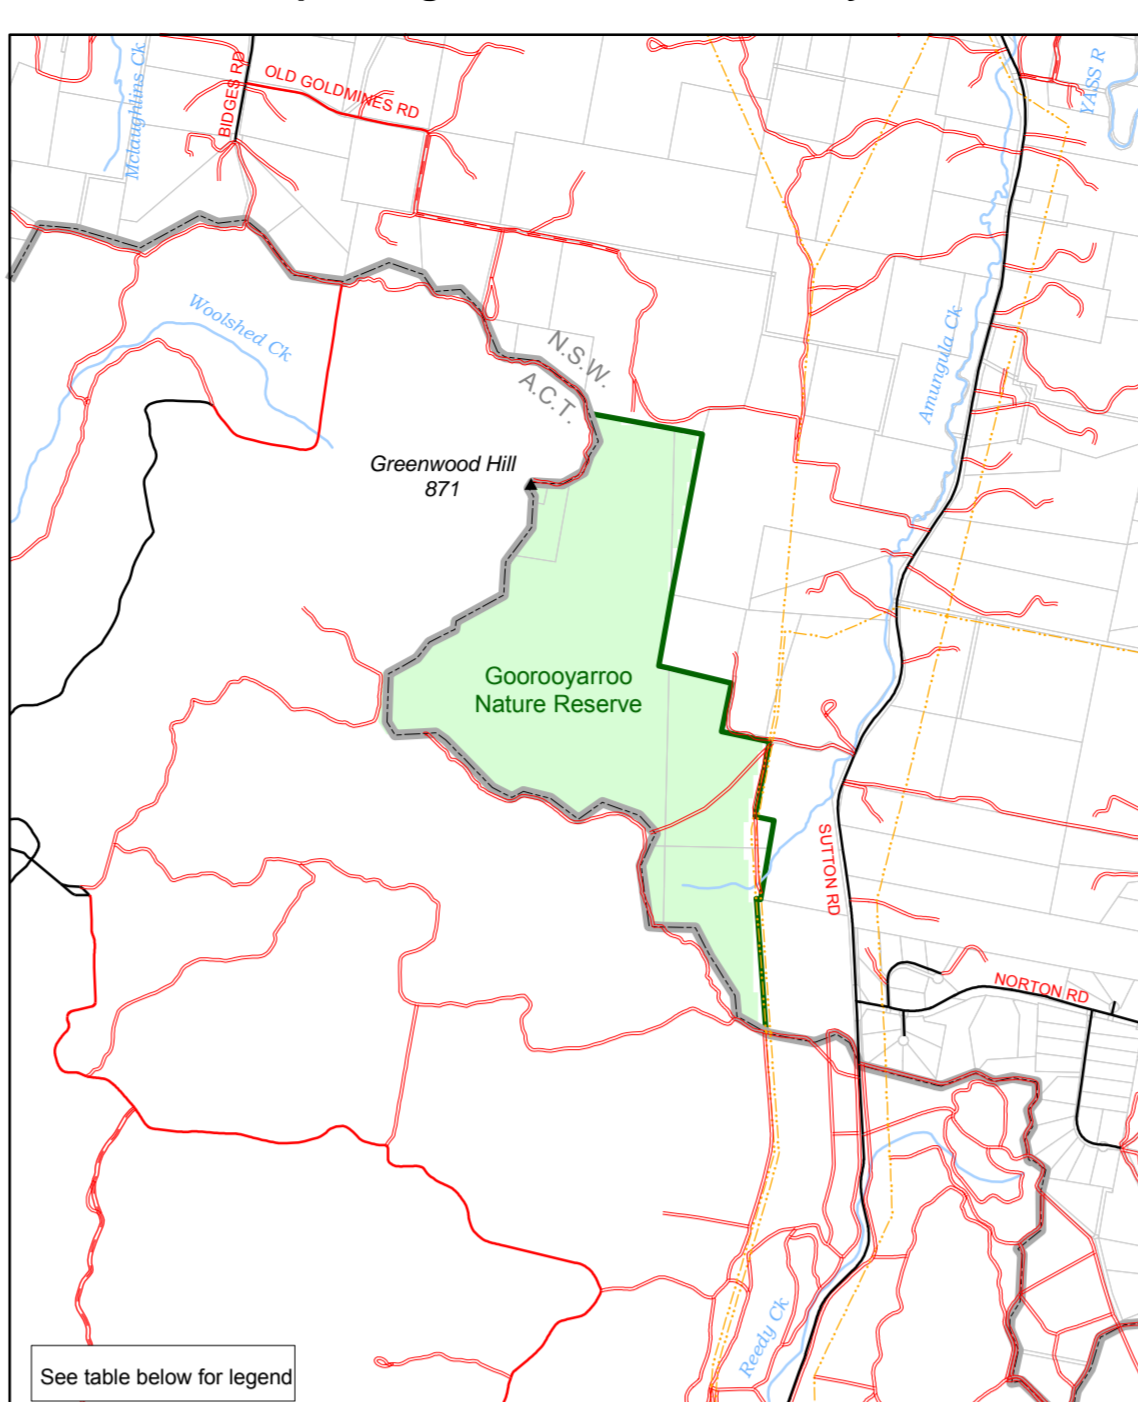 Mclaughlins Ck
BIDGES RD
OLD GOLDMINES RD
YASS R
Woolshed Ck
N.S.W.
A.C.T.
Amungula Ck
Greenwood Hill
871
Goorooyarroo
Nature Reserve
SUTTON RD
NORTON RD
Reedy Ck
See table below for legend